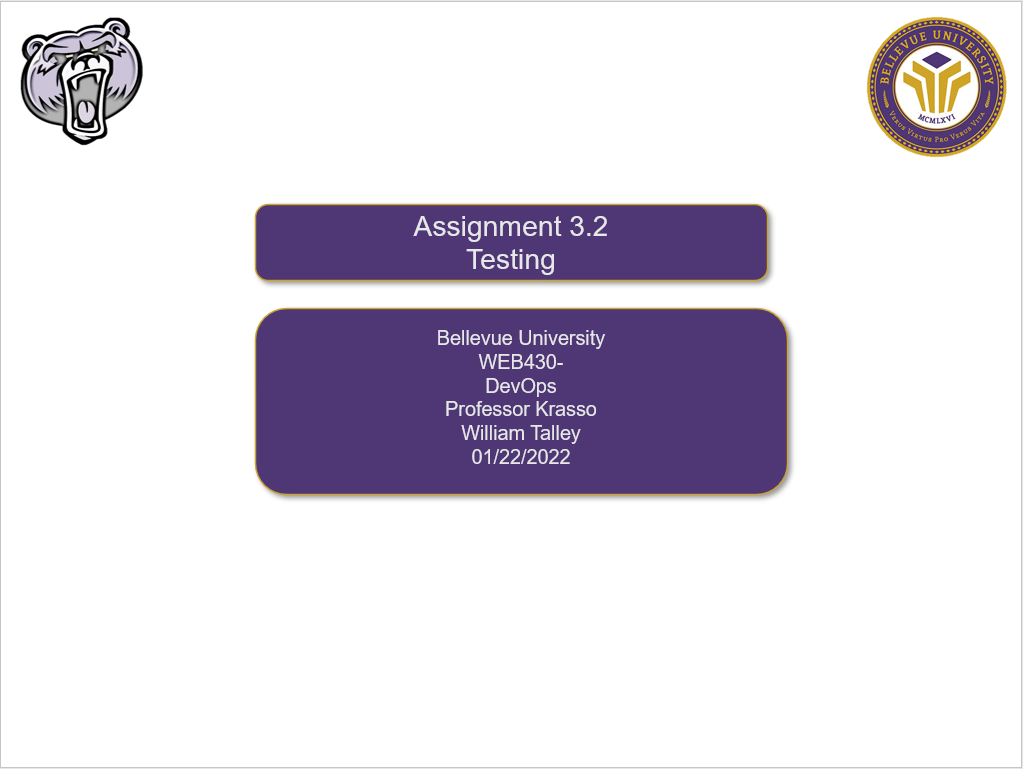 BELLEVUE UNIVERSITY
MCMLXVI
VERUS VIRTUS PRO VERUS VITA
Assignment 3.2
Testing
Bellevue University
WEB430-
DevOps
Professor Krasso
William Talley
01/22/2022